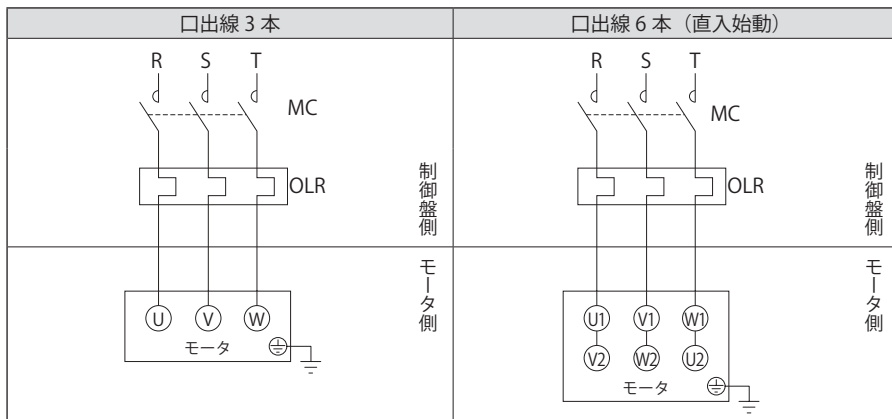 口出線 3 本
口出線 6 本（直入始動）
R S T
MC
OLR
制御盤側
モータ側
U V W
モータ
R S T
MC
OLR
制御盤側
モータ側
U1 V1 W1
V2 W2 U2
モータ